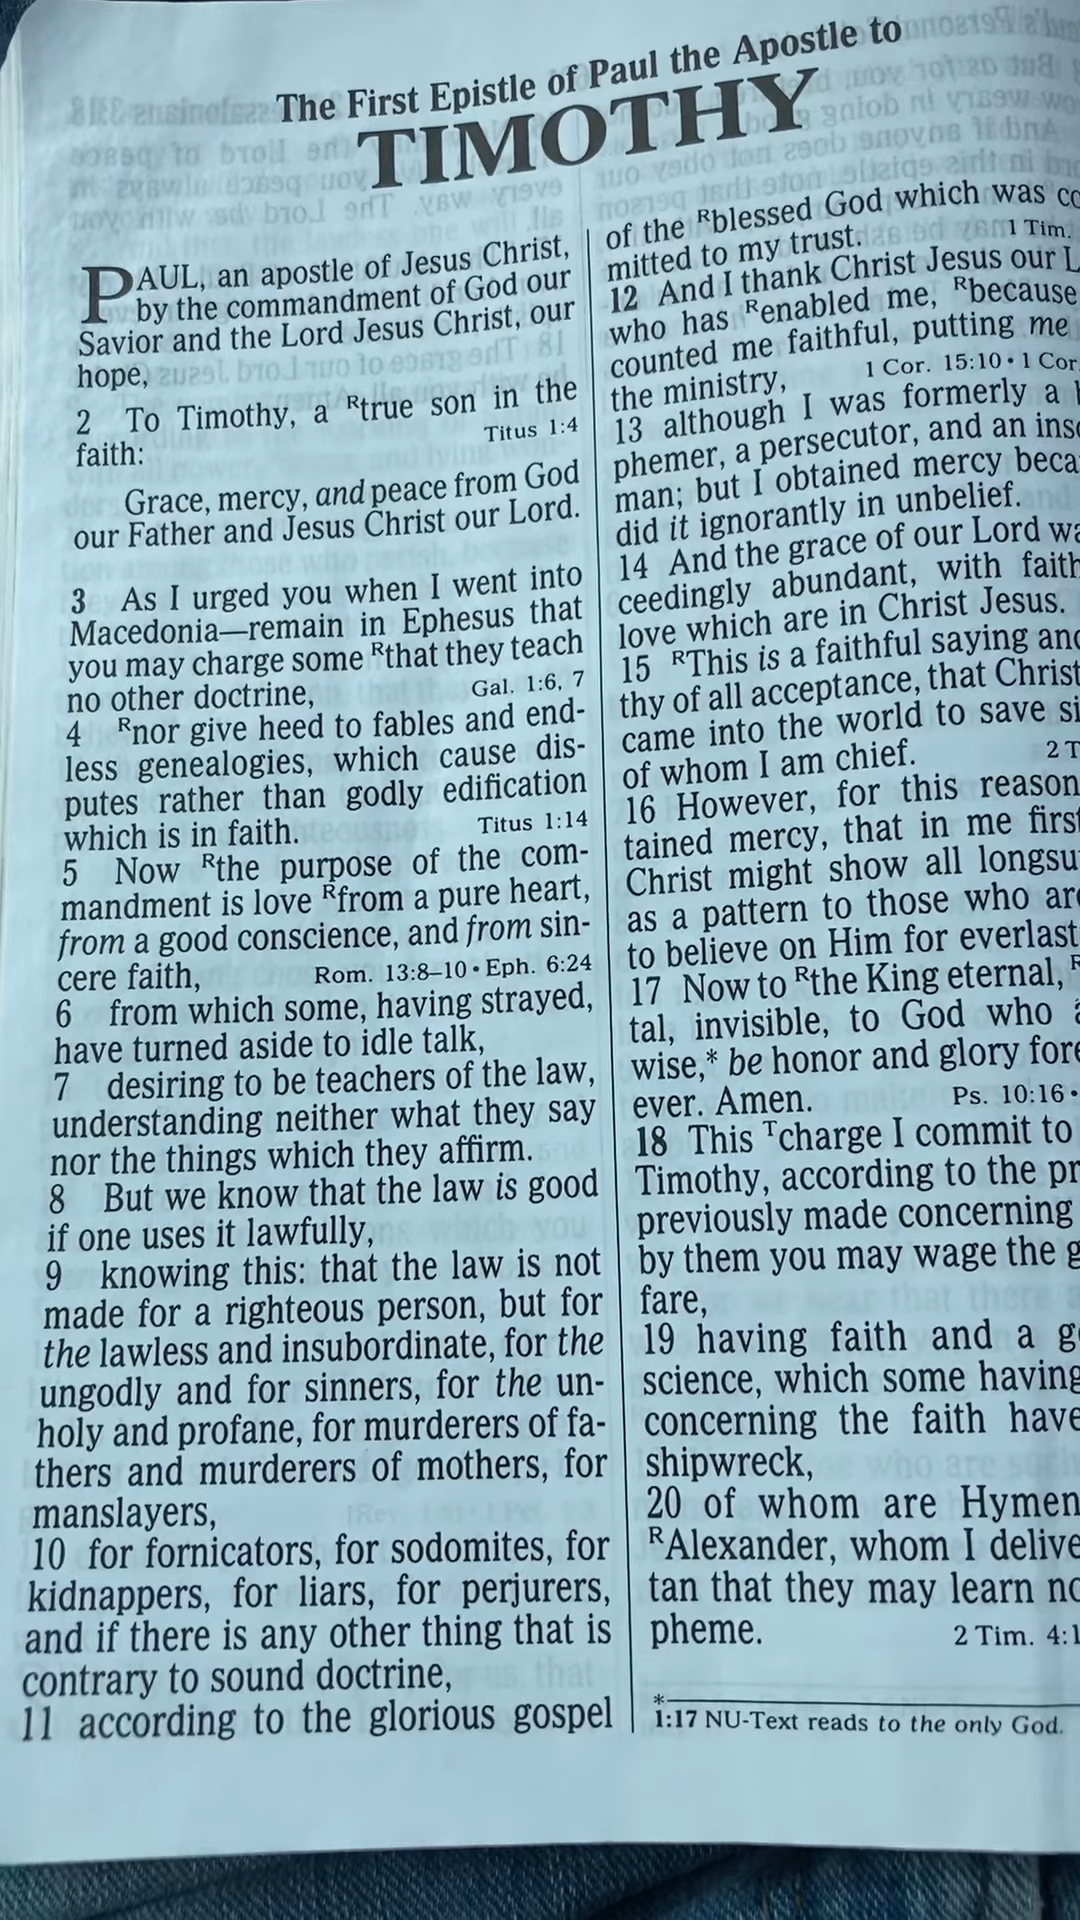 The First Epistle of Paul the Apostle to
TIMOTHY
PAUL, an apostle of Jesus Christ,
by the commandment of God our
Savior and the Lord Jesus Christ, our
hope,
2 To Timothy, a Rtrue son in the
faith: Titus 1:4
Grace, mercy, and peace from God
our Father and Jesus Christ our Lord.
3 As I urged you when I went into
Macedonia—remain in Ephesus that
you may charge some Rthat they teach
no other doctrine, Gal. 1:6, 7
4 Rnor give heed to fables and end-
less genealogies, which cause dis-
putes rather than godly edification
which is in faith. Titus 1:14
5 Now Rthe purpose of the com-
mandment is love Rfrom a pure heart,
from a good conscience, and from sin-
cere faith, Rom. 13:8–10 • Eph. 6:24
6 from which some, having strayed,
have turned aside to idle talk,
7 desiring to be teachers of the law,
understanding neither what they say
nor the things which they affirm.
8 But we know that the law is good
if one uses it lawfully,
9 knowing this: that the law is not
made for a righteous person, but for
the lawless and insubordinate, for the
ungodly and for sinners, for the un-
holy and profane, for murderers of fa-
thers and murderers of mothers, for
manslayers,
10 for fornicators, for sodomites, for
kidnappers, for liars, for perjurers,
and if there is any other thing that is
contrary to sound doctrine,
11 according to the glorious gospel
of the Rblessed God which was co
mitted to my trust. 1 Tim.
12 And I thank Christ Jesus our L
who has Renabled me, Rbecause
counted me faithful, putting me
the ministry, 1 Cor. 15:10 • 1 Cor.
13 although I was formerly a
phemer, a persecutor, and an inso
man; but I obtained mercy beca
did it ignorantly in unbelief.
14 And the grace of our Lord wa
ceedingly abundant, with faith
love which are in Christ Jesus.
15 RThis is a faithful saying and
thy of all acceptance, that Christ
came into the world to save si
of whom I am chief. 2 T
16 However, for this reason
tained mercy, that in me first
Christ might show all longsu
as a pattern to those who are
to believe on Him for everlast
17 Now to Rthe King eternal, R
tal, invisible, to God who a
wise,* be honor and glory fore
ever. Amen. Ps. 10:16 •
18 This Tcharge I commit to
Timothy, according to the pr
previously made concerning
by them you may wage the g
fare,
19 having faith and a go
science, which some having
concerning the faith have
shipwreck,
20 of whom are Hymen
RAlexander, whom I delive
tan that they may learn no
pheme. 2 Tim. 4:1
*
1:17 NU-Text reads to the only God.